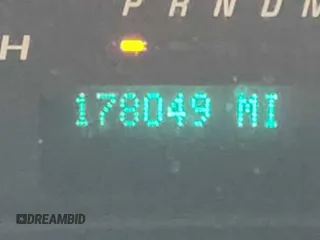 P R N D M
H
178049 MI
DREAMBID